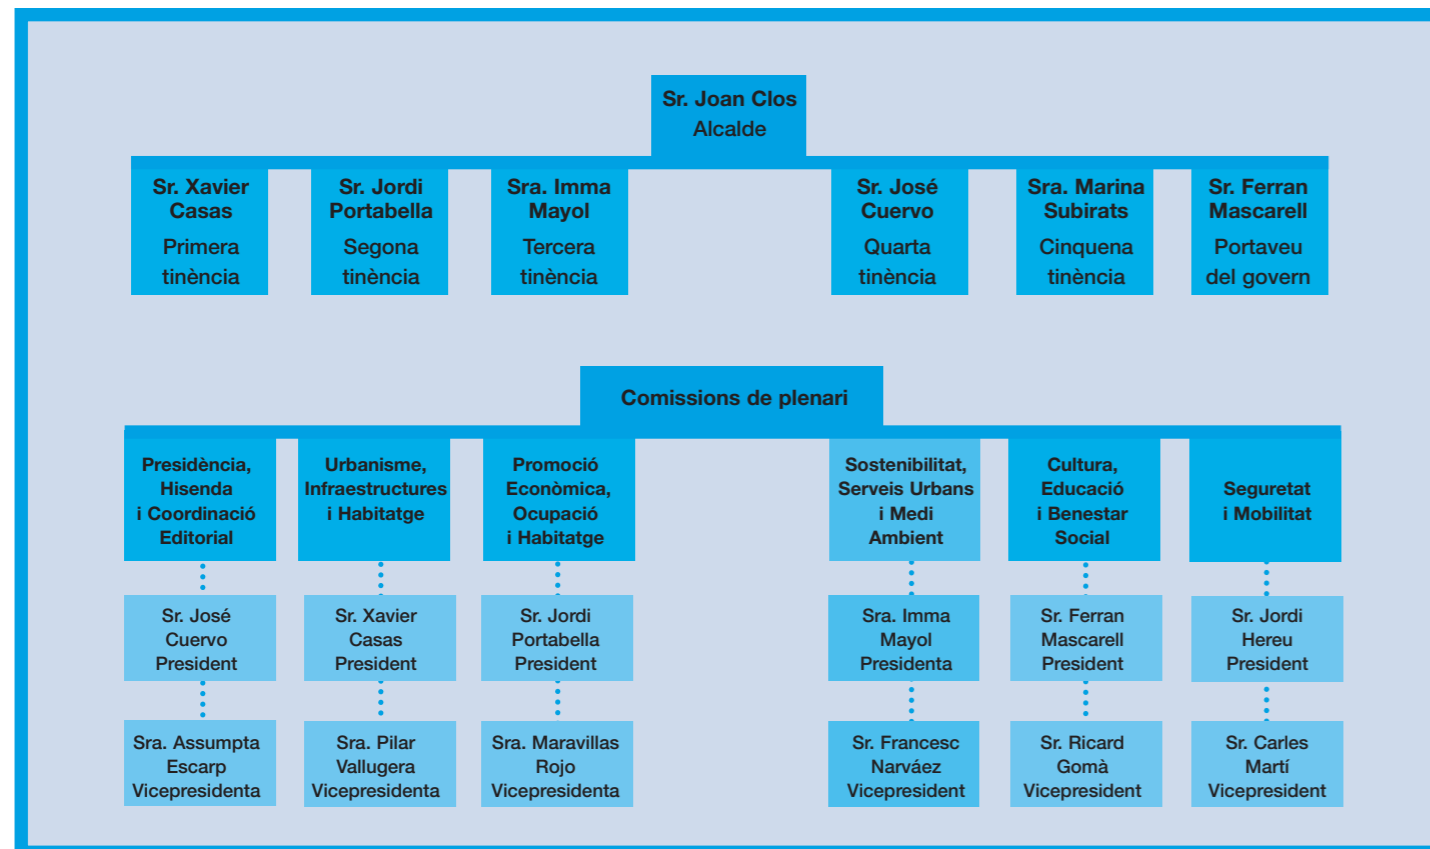 Sr. Joan Clos
Alcalde
Sr. Xavier
Casas
Primera
tinència
Sr. Jordi
Portabella
Segona
tinència
Sra. Imma
Mayol
Tercera
tinència
Sr. José
Cuervo
Quarta
tinència
Sra. Marina
Subirats
Cinquena
tinència
Sr. Ferran
Mascarell
Portaveu
del govern
Comissions de plenari
Presidència,
Hisenda
i Coordinació
Editorial
Sr. José
Cuervo
President
Sra. Assumpta
Escarp
Vicepresidenta
Urbanisme,
Infraestructures
i Habitatge
Sr. Xavier
Casas
President
Sra. Pilar
Vallugera
Vicepresidenta
Promoció
Econòmica,
Ocupació
i Habitatge
Sr. Jordi
Portabella
President
Sra. Maravillas
Rojo
Vicepresidenta
Sostenibilitat,
Serveis Urbans
i Medi
Ambient
Sra. Imma
Mayol
Presidenta
Sr. Francesc
Narváez
Vicepresident
Cultura,
Educació
i Benestar
Social
Sr. Ferran
Mascarell
President
Sr. Ricard
Gomà
Vicepresident
Seguretat
i Mobilitat
Sr. Jordi
Hereu
President
Sr. Carles
Martí
Vicepresident